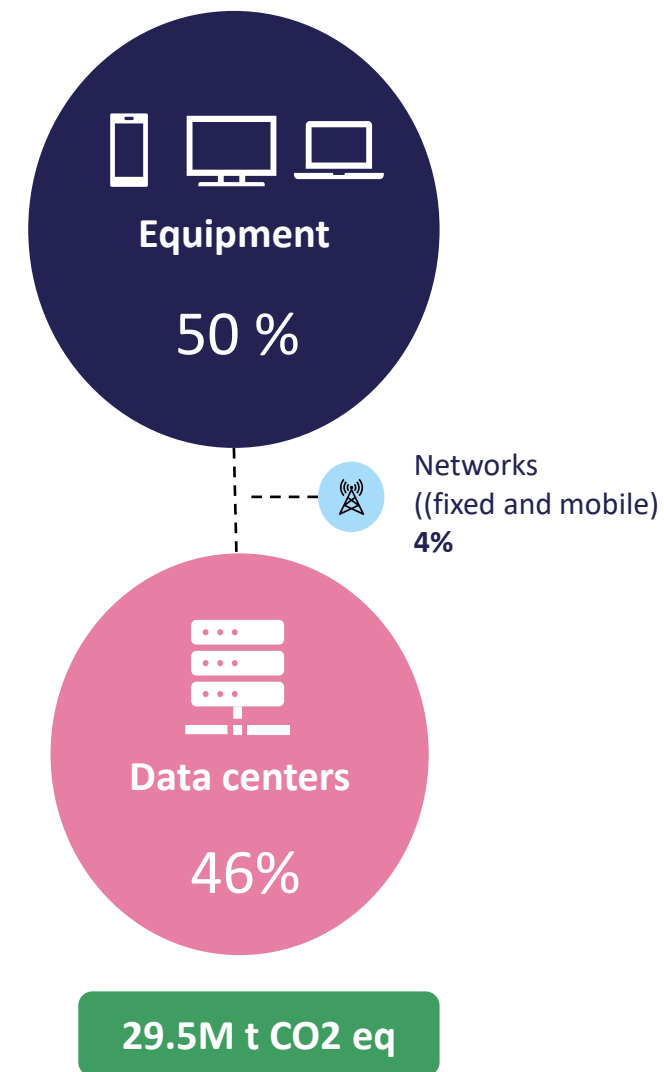 Equipment
50 %
Networks
((fixed and mobile)
4%
Data centers
46%
29.5M t CO2 eq